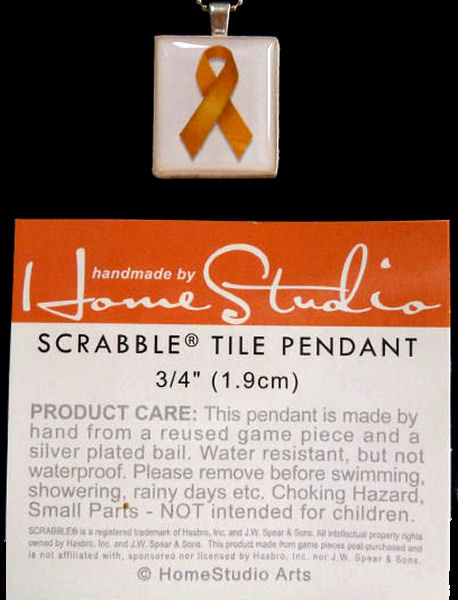 handmade by
HomeStudio
SCRABBLE® TILE PENDANT
3/4" (1.9cm)
PRODUCT CARE: This pendant is made by
hand from a reused game piece and a
silver plated bail. Water resistant, but not
waterproof. Please remove before swimming,
showering, rainy days etc. Choking Hazard,
Small Parts - NOT intended for children.
SCRABBLE® is a registered trademark of Hasbro, Inc. and J.W. Spear & Sons. All intellectual property rights
owned by Hasbro, Inc. and J.W. Spear & Sons. This product made from game pieces post-purchased and
is not affiliated with, sponsored nor licensed by Hasbro, Inc. nor J.W. Spear & Sons.
© HomeStudio Arts